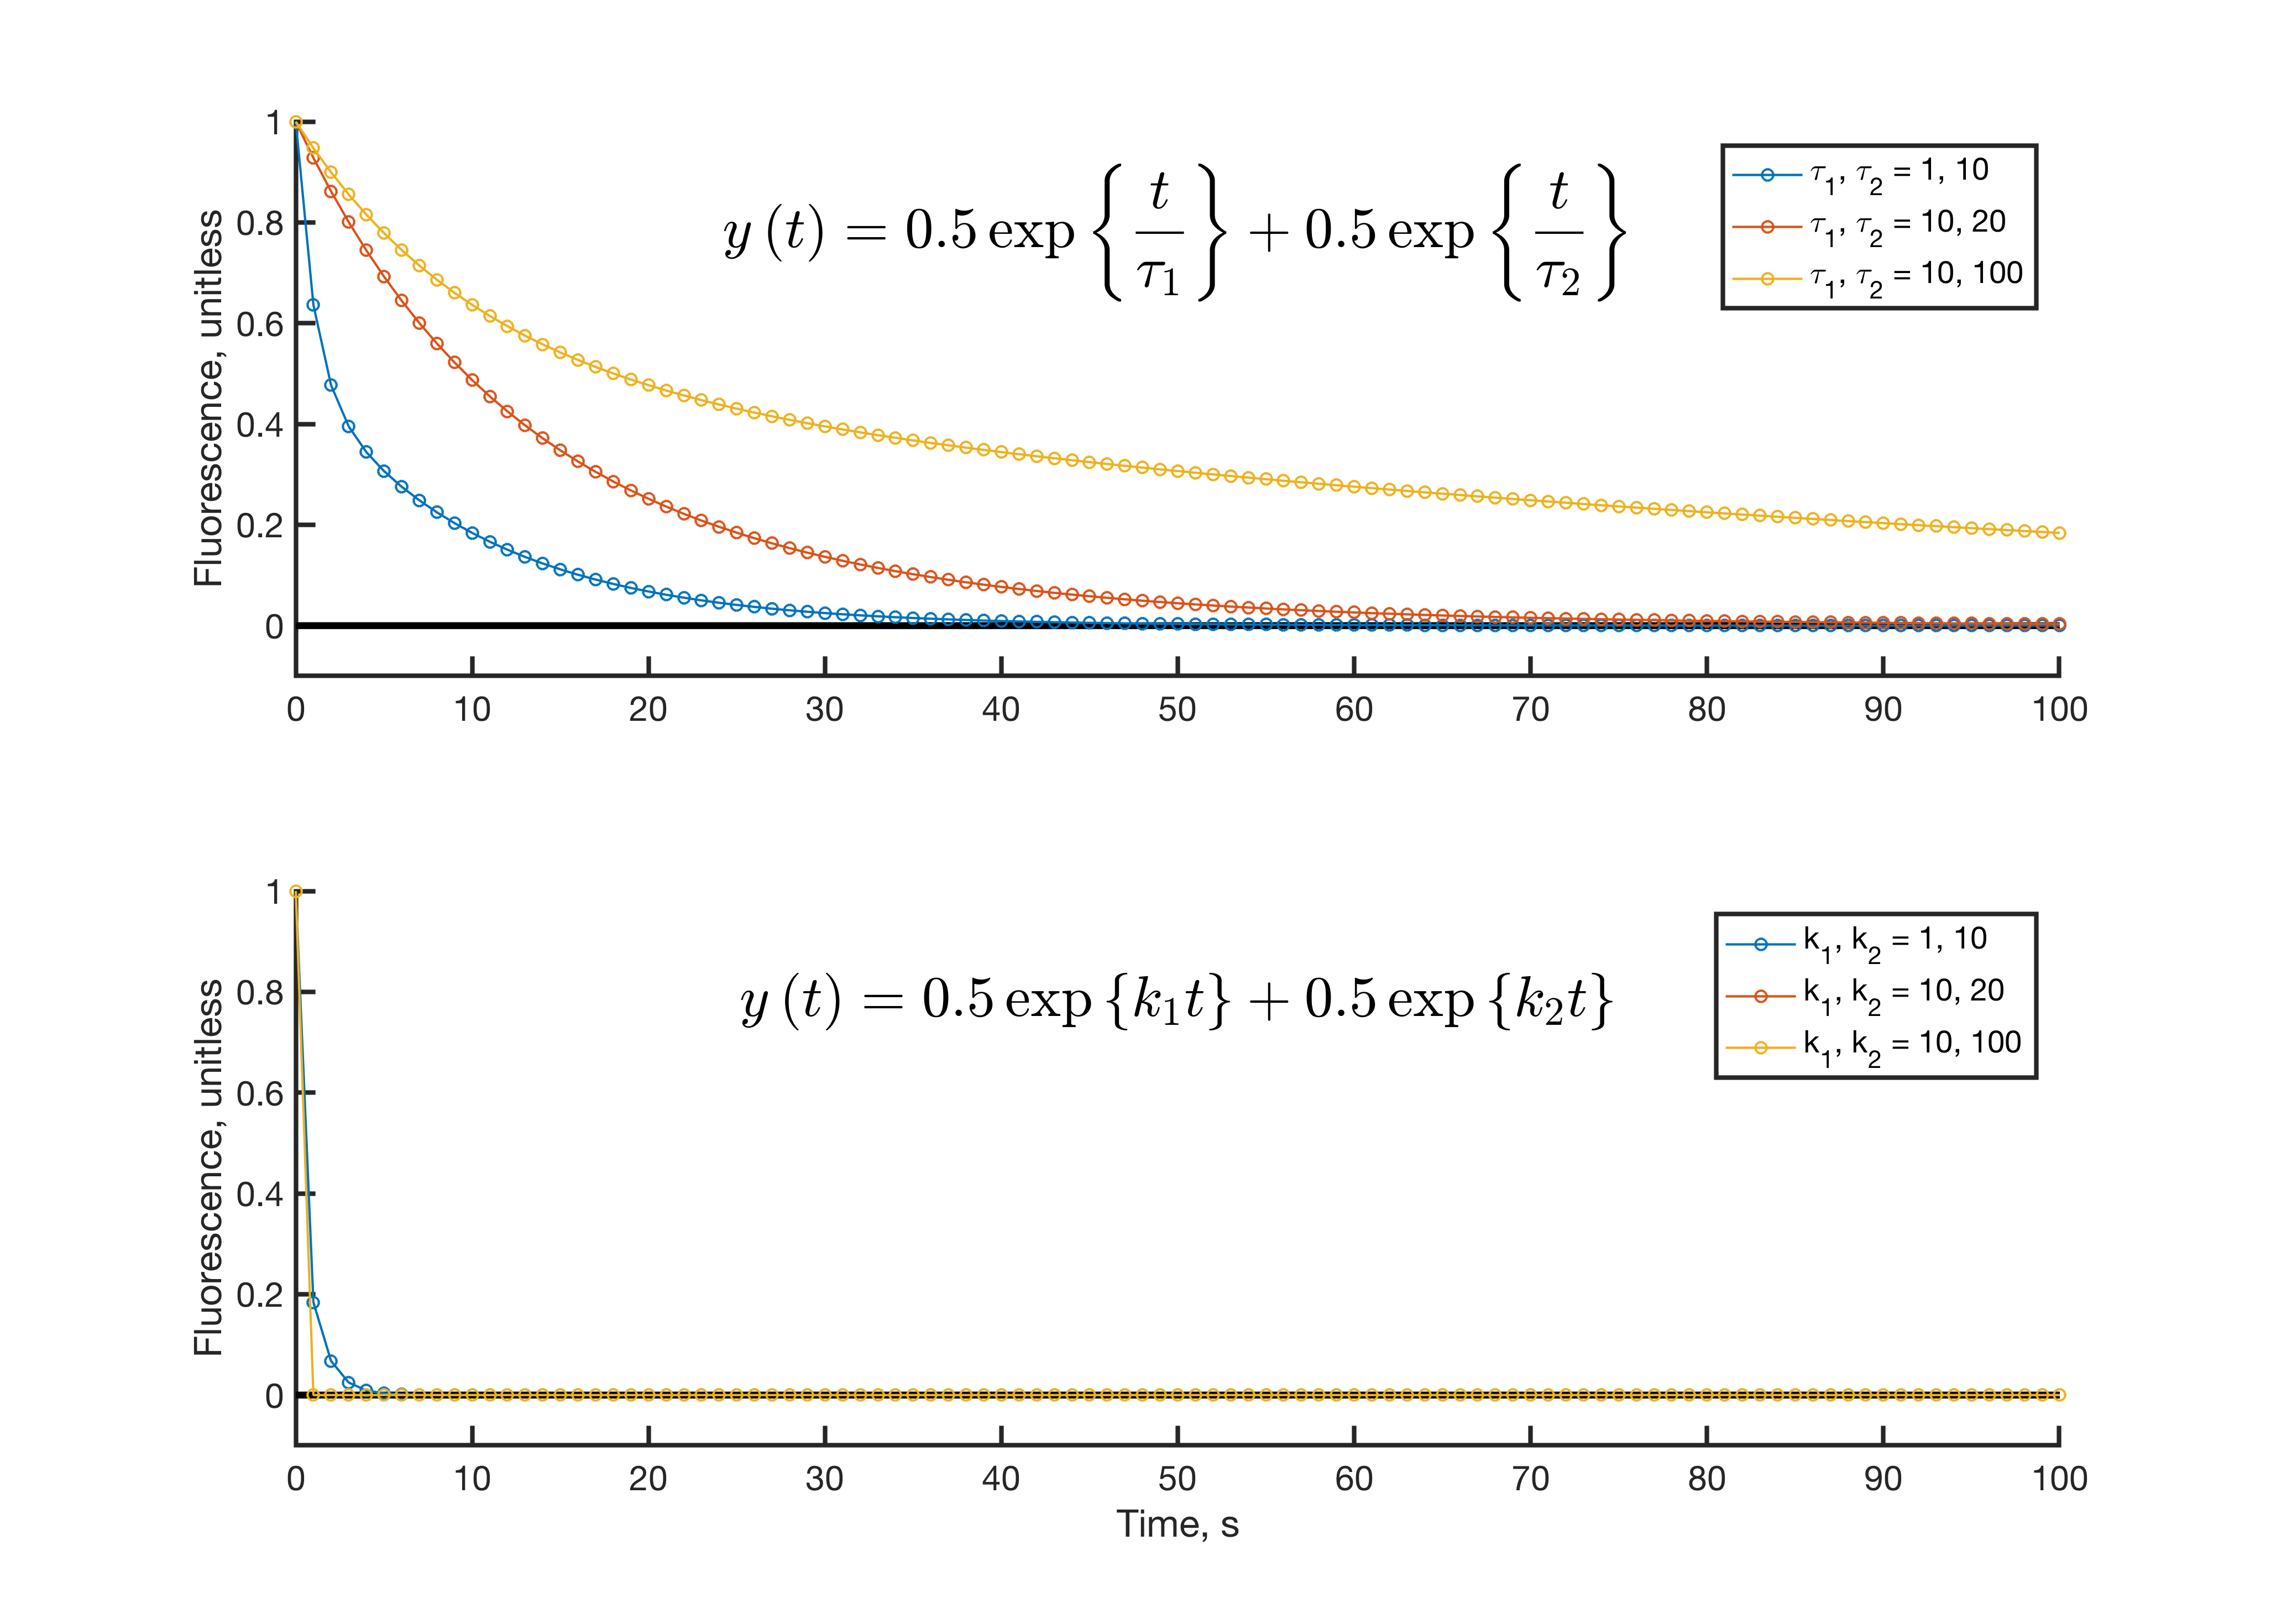 1
0.8
0.6
0.4
0.2
0
Fluorescence, unitless
y (t) = 0.5 exp {t/τ1} + 0.5 exp {t/τ2}
τ1, τ2 = 1, 10
τ1, τ2 = 10, 20
τ1, τ2 = 10, 100
0 10 20 30 40 50 60 70 80 90 100
1
0.8
0.6
0.4
0.2
0
Fluorescence, unitless
y (t) = 0.5 exp {k1t} + 0.5 exp {k2t}
k1, k2 = 1, 10
k1, k2 = 10, 20
k1, k2 = 10, 100
0 10 20 30 40 50 60 70 80 90 100
Time, s